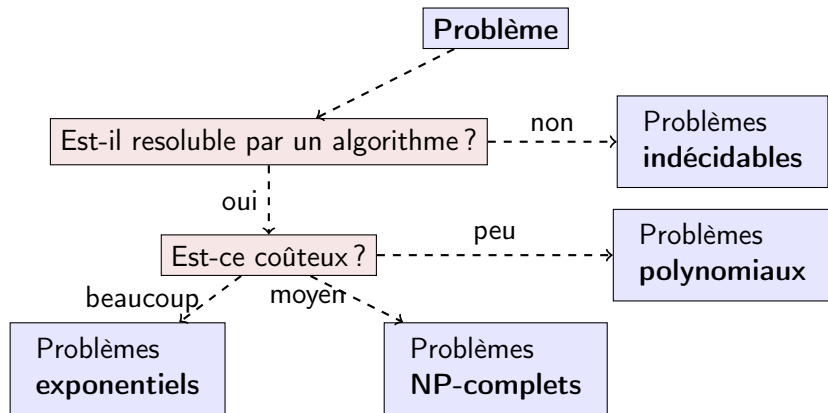 Problème
Est-il resoluble par un algorithme ?
non
Problèmes
indécidables
oui
Est-ce coûteux ?
peu
Problèmes
polynomiaux
beaucoup
moyen
Problèmes
exponentiels
Problèmes
NP-complets